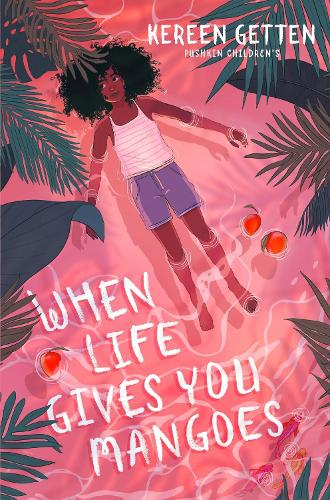 KEREEN GETTEN
PUSHKIN CHILDREN'S
WHEN
LIFE
GIVES YOU
MANGOES